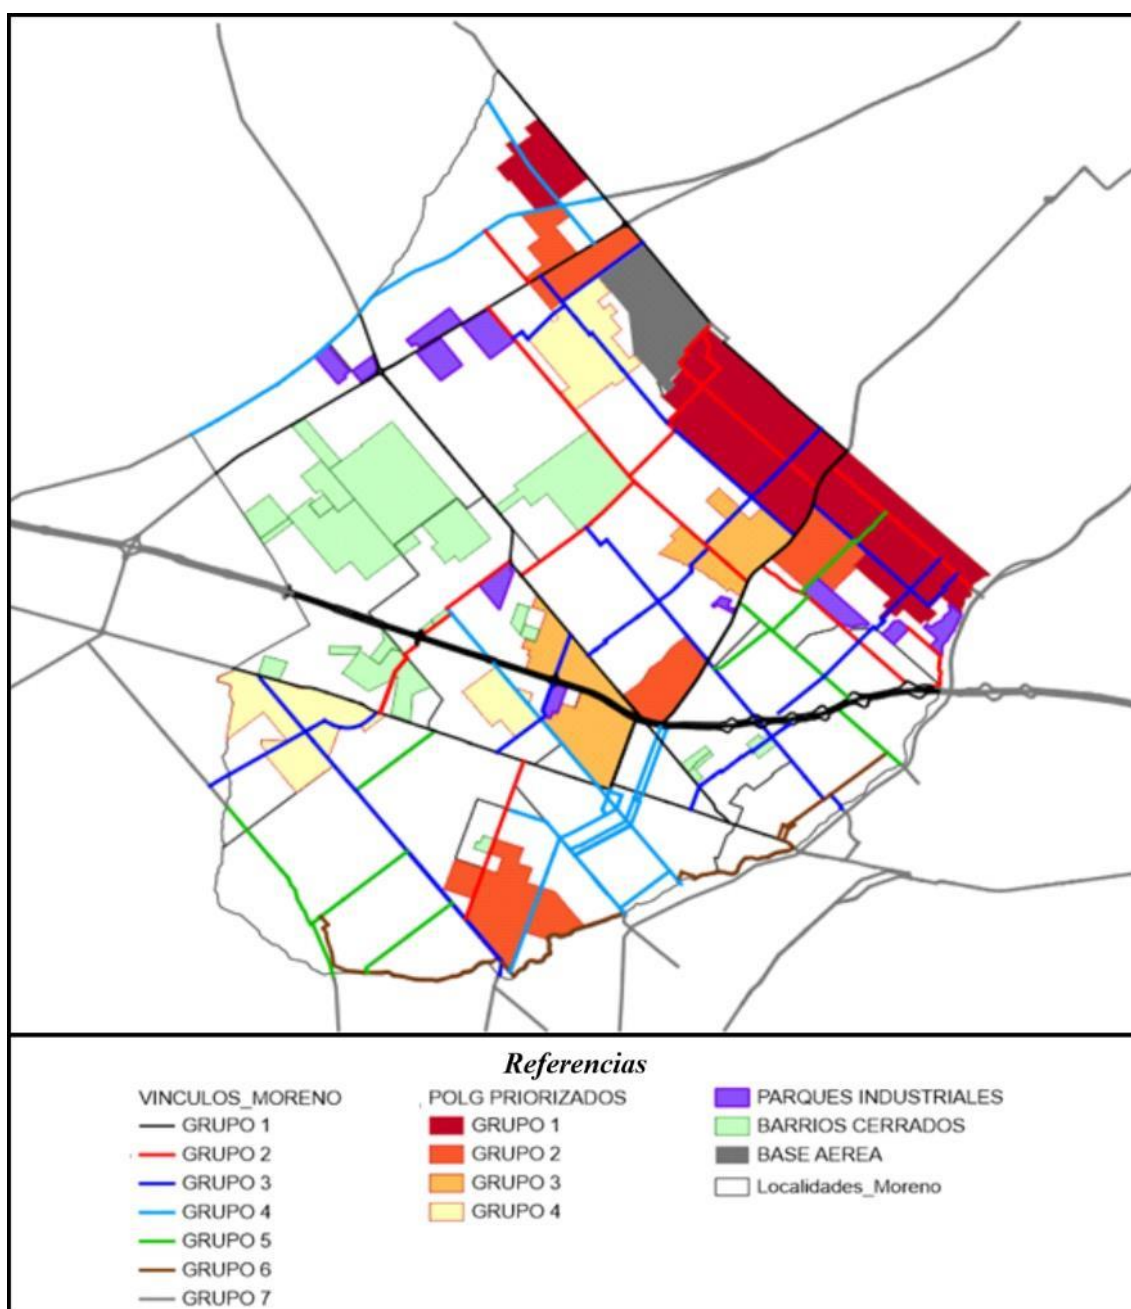 Referencias
VINCULOS_MORENO
GRUPO 1
GRUPO 2
GRUPO 3
GRUPO 4
GRUPO 5
GRUPO 6
GRUPO 7
POLG PRIORIZADOS
GRUPO 1
GRUPO 2
GRUPO 3
GRUPO 4
PARQUES INDUSTRIALES
BARRIOS CERRADOS
BASE AEREA
Localidades_Moreno